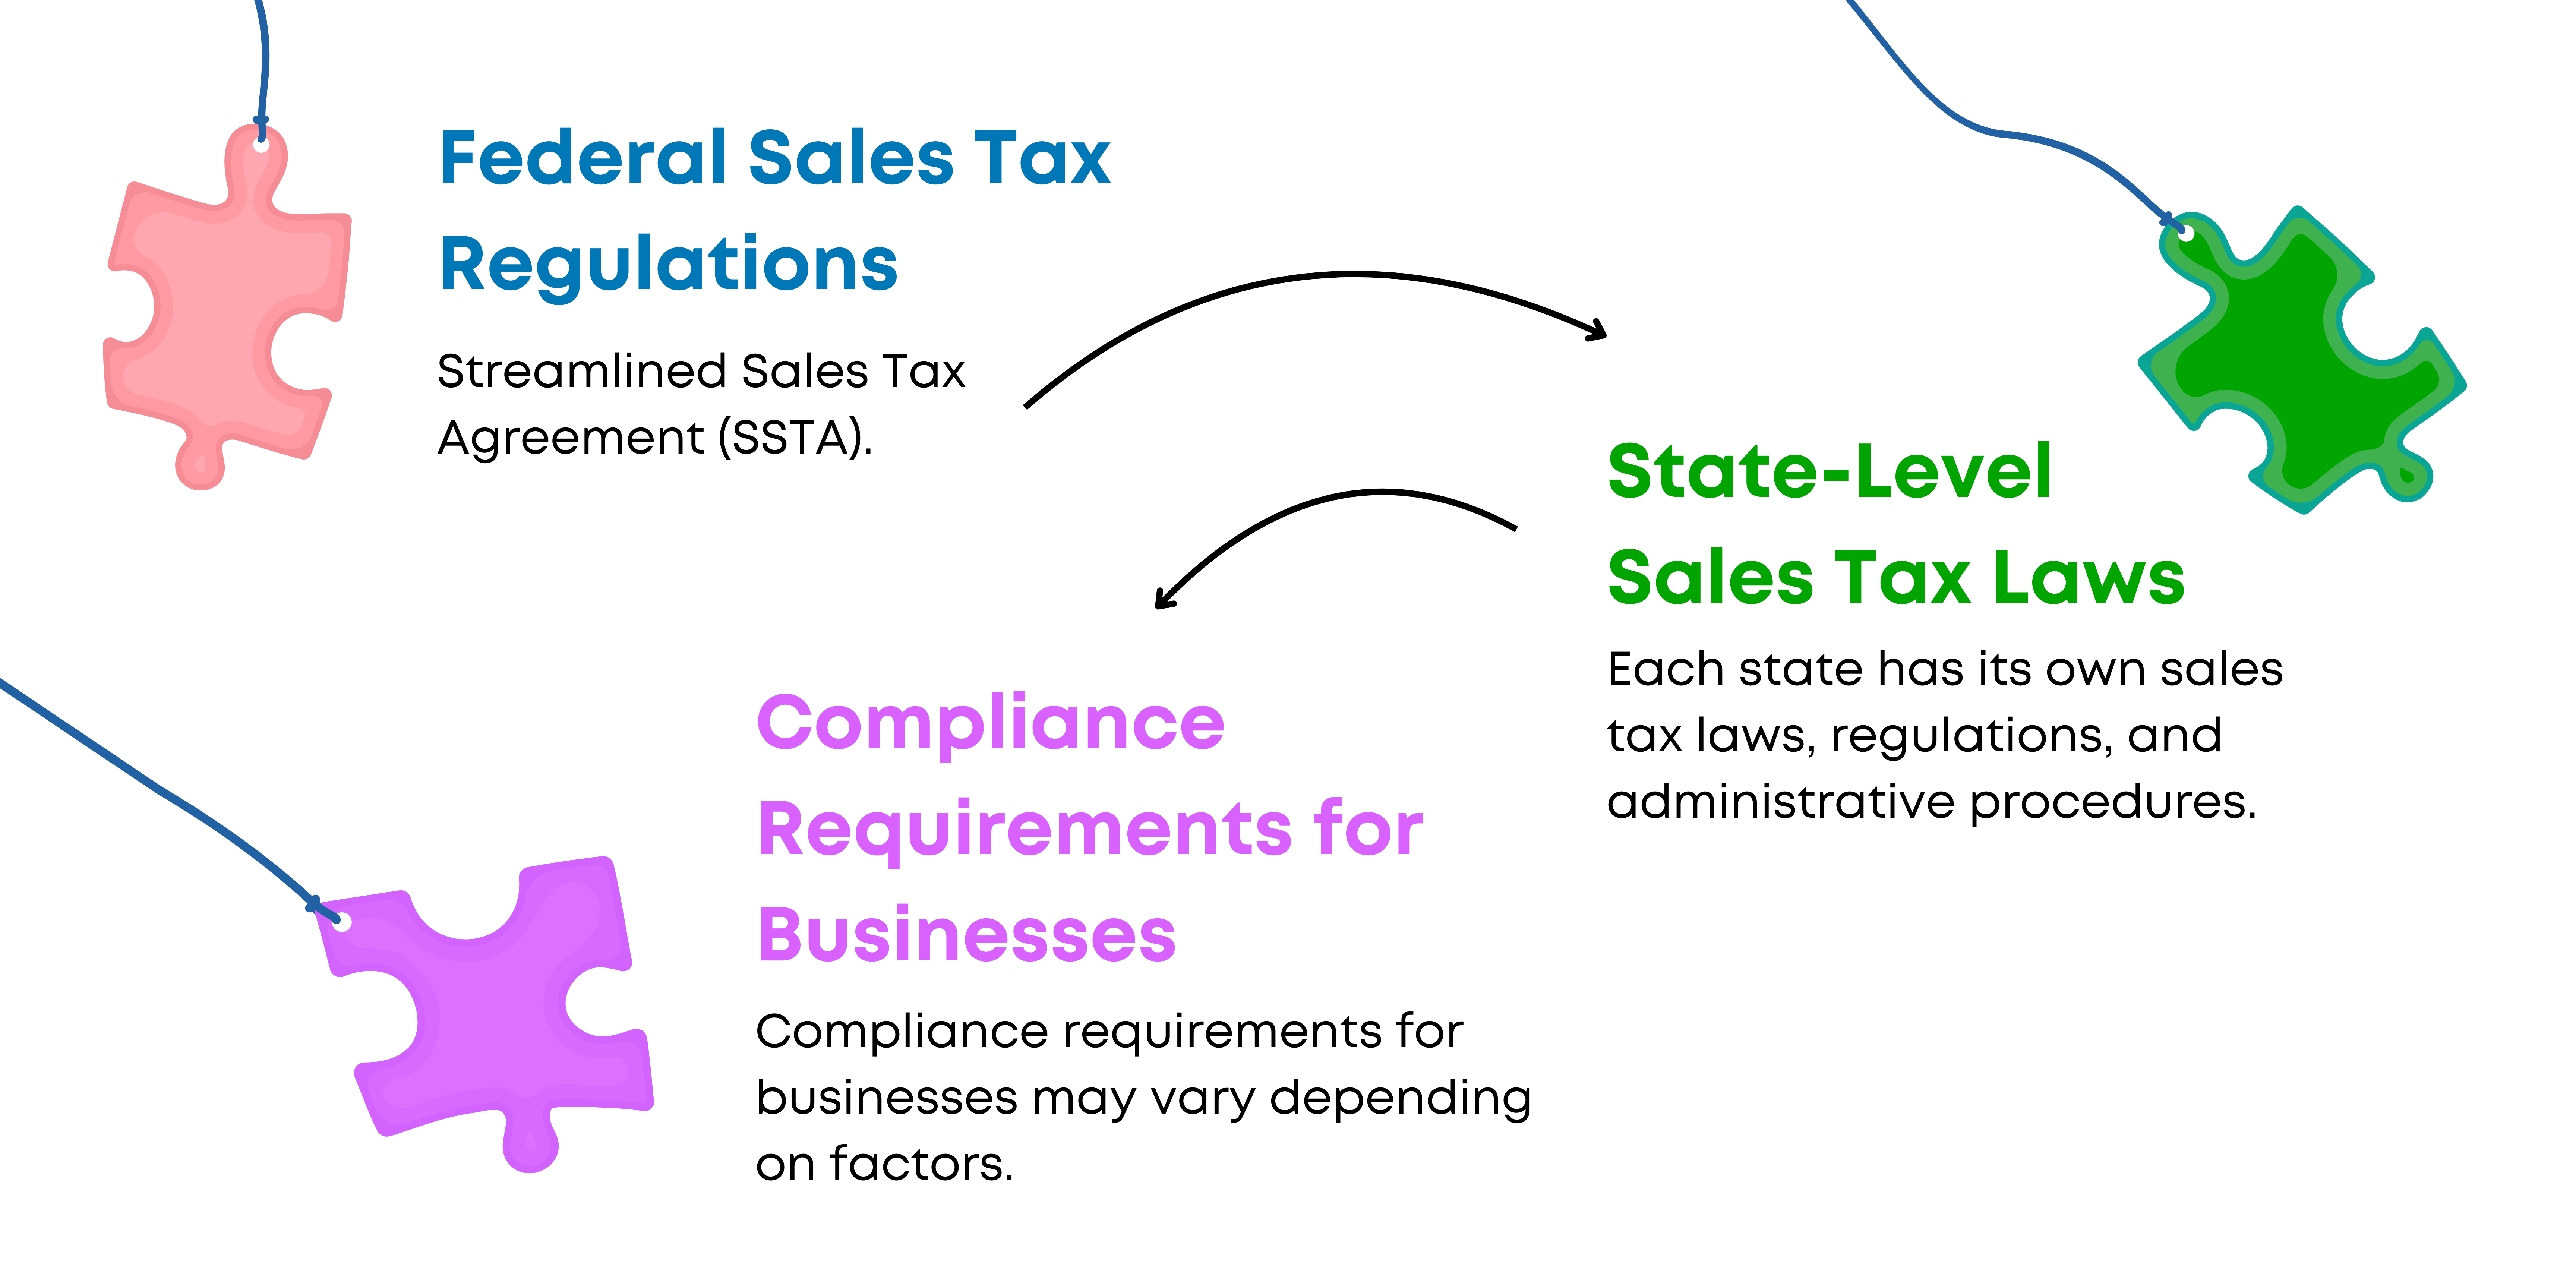 Federal Sales Tax
Regulations
Streamlined Sales Tax
Agreement (SSTA).
State-Level
Sales Tax Laws
Each state has its own sales
tax laws, regulations, and
administrative procedures.
Compliance
Requirements for
Businesses
Compliance requirements for
businesses may vary depending
on factors.